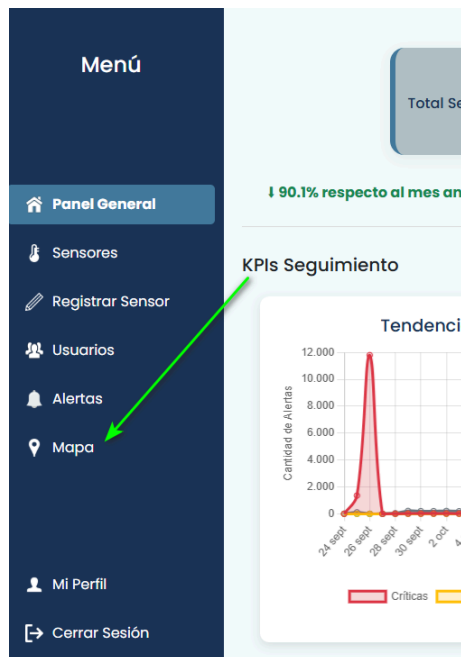 Menú
Panel General
Sensores
Registrar Sensor
Usuarios
Alertas
Mapa
Mi Perfil
Cerrar Sesión
Total Se
⬇ 90.1% respecto al mes an
KPIs Seguimiento
Tendenci
Cantidad de Alertas
12.000
10.000
8.000
6.000
4.000
2.000
0
24 sept
26 sept
28 sept
30 sept
2 oct
4
Críticas